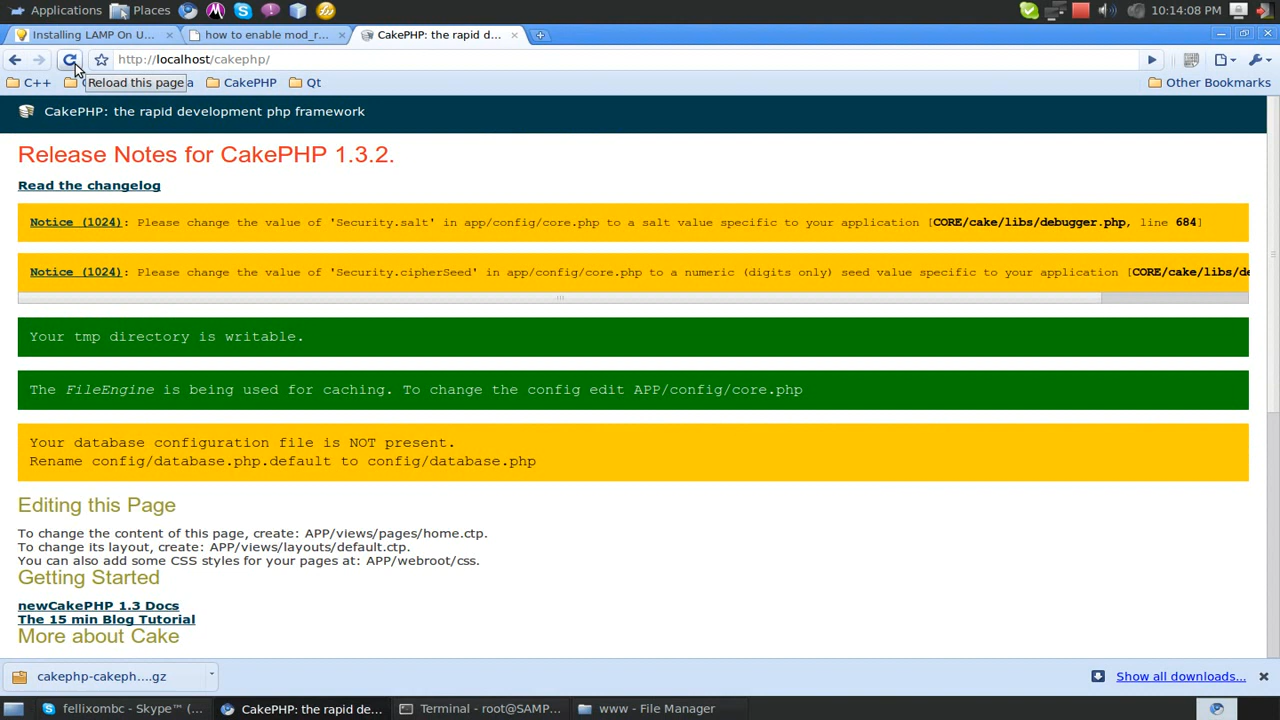 Applications Places 10:14:08 PM
Installing LAMP On U... how to enable mod_r... CakePHP: the rapid d...
http://localhost/cakephp/
C++ Reload this page a CakePHP Qt Other Bookmarks
CakePHP: the rapid development php framework
Release Notes for CakePHP 1.3.2.
Read the changelog
Notice (1024): Please change the value of 'Security.salt' in app/config/core.php to a salt value specific to your application [CORE/cake/libs/debugger.php, line 684]
Notice (1024): Please change the value of 'Security.cipherSeed' in app/config/core.php to a numeric (digits only) seed value specific to your application [CORE/cake/libs/de
Your tmp directory is writable.
The FileEngine is being used for caching. To change the config edit APP/config/core.php
Your database configuration file is NOT present.
Rename config/database.php.default to config/database.php
Editing this Page
To change the content of this page, create: APP/views/pages/home.ctp.
To change its layout, create: APP/views/layouts/default.ctp.
You can also add some CSS styles for your pages at: APP/webroot/css.
Getting Started
newCakePHP 1.3 Docs
The 15 min Blog Tutorial
More about Cake
cakephp-cakeph....gz Show all downloads...
fellixombc - Skype™ (... CakePHP: the rapid de... Terminal - root@SAMP... www - File Manager